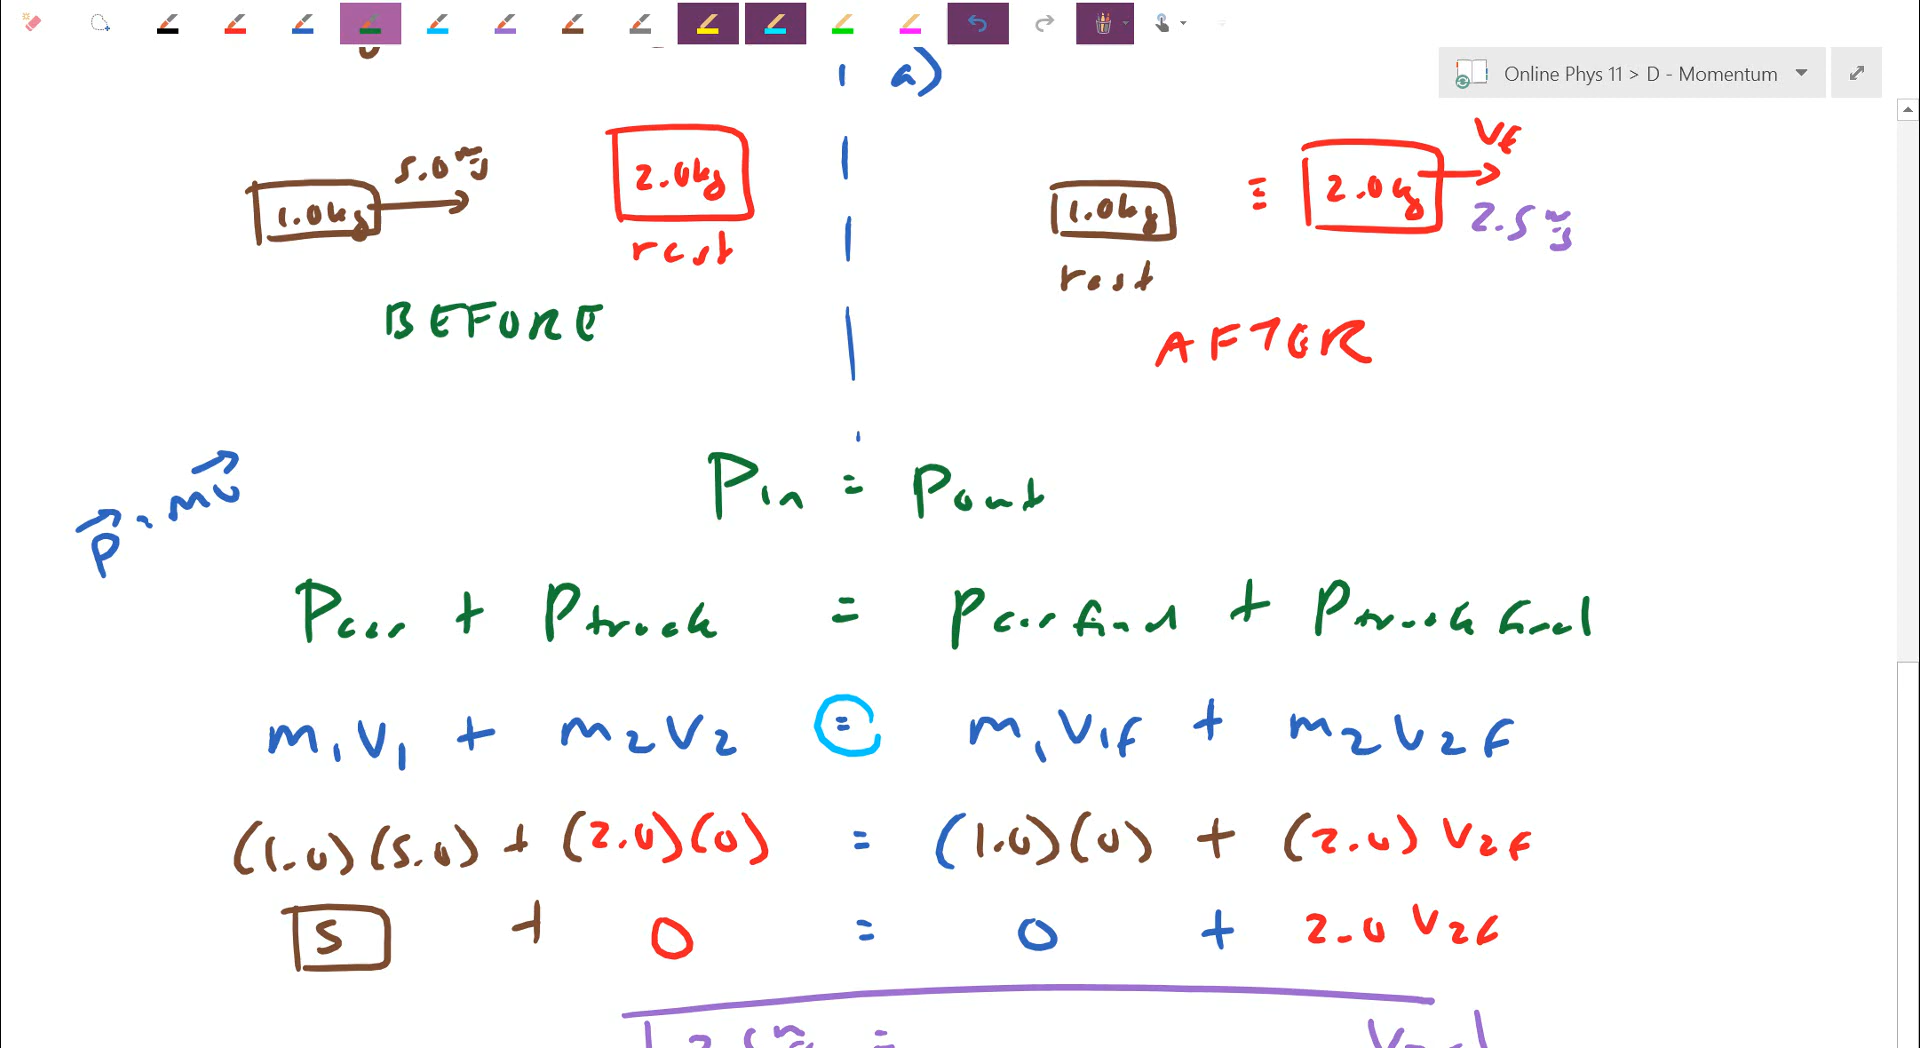 a)
Online Phys 11 > D - Momentum
1.0kg 5.0 m/s 2.0kg 1.0kg 2.0kg Vf
rest rest 2.5 m/s
BEFORE AFTER
p = mv
Pin = Pout
Pcar + Ptruck = Pcar final + Ptruck final
m1V1 + m2V2 = m1V1f + m2V2f
(1.0)(5.0) + (2.0)(0) = (1.0)(0) + (2.0) V2f
5 + 0 = 0 + 2.0 V2f
2.5 m/s =